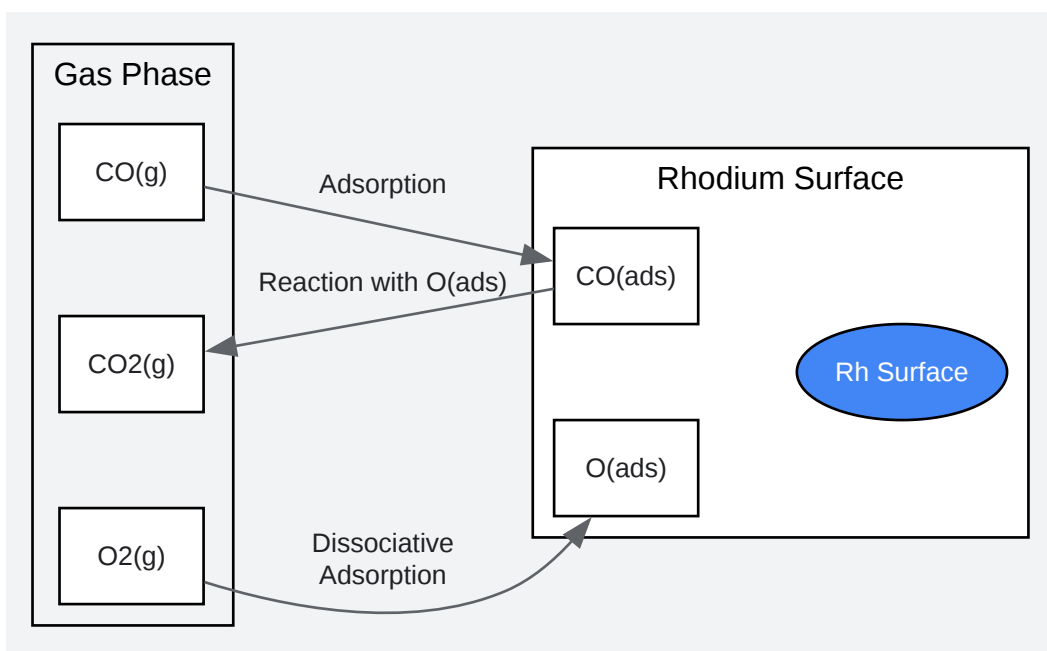 Gas Phase
CO(g)
Adsorption
Rhodium Surface
Reaction with O(ads)
CO(ads)
CO2(g)
Rh Surface
O(ads)
O2(g)
Dissociative
Adsorption